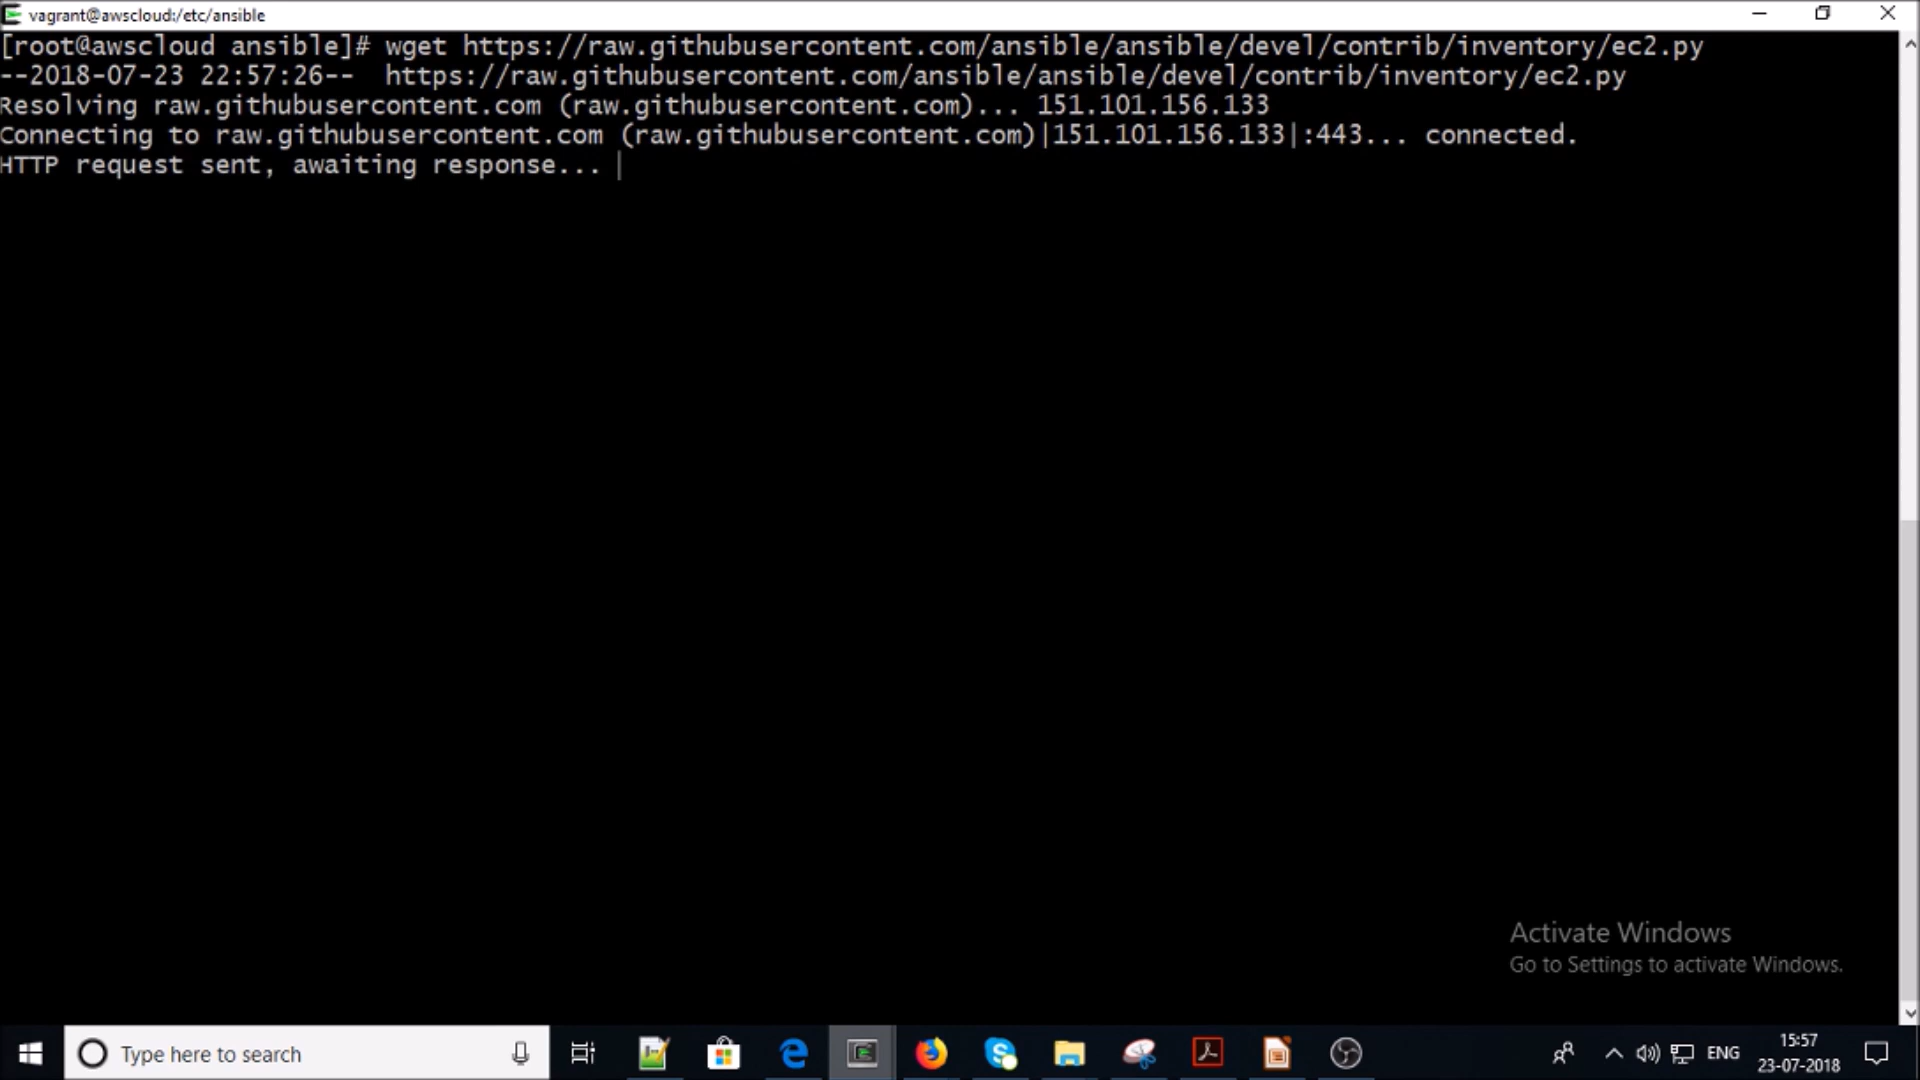 vagrant@awscloud:/etc/ansible
[root@awscloud ansible]# wget https://raw.githubusercontent.com/ansible/ansible/devel/contrib/inventory/ec2.py
--2018-07-23 22:57:26--  https://raw.githubusercontent.com/ansible/ansible/devel/contrib/inventory/ec2.py
Resolving raw.githubusercontent.com (raw.githubusercontent.com)... 151.101.156.133
Connecting to raw.githubusercontent.com (raw.githubusercontent.com)|151.101.156.133|:443... connected.
HTTP request sent, awaiting response...
Activate Windows
Go to Settings to activate Windows.
Type here to search
ENG
15:57
23-07-2018